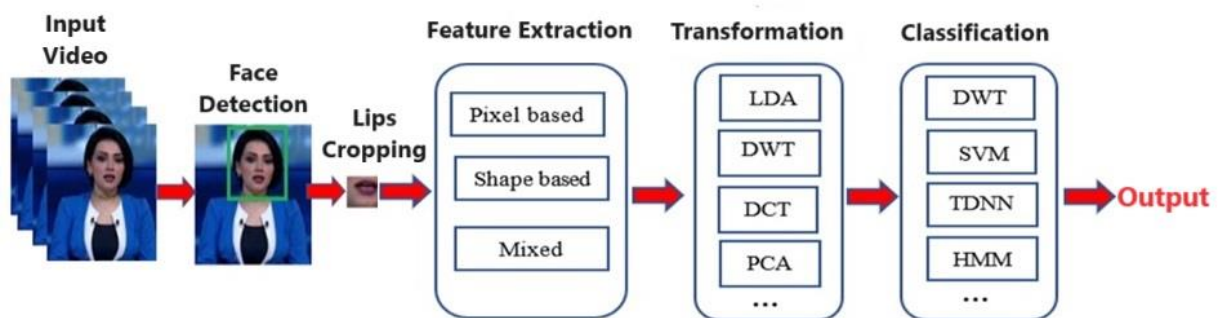 Input
Video
Face
Detection
Lips
Cropping
Feature Extraction
Pixel based
Shape based
Mixed
Transformation
LDA
DWT
DCT
PCA
...
Classification
DWT
SVM
TDNN
HMM
...
Output